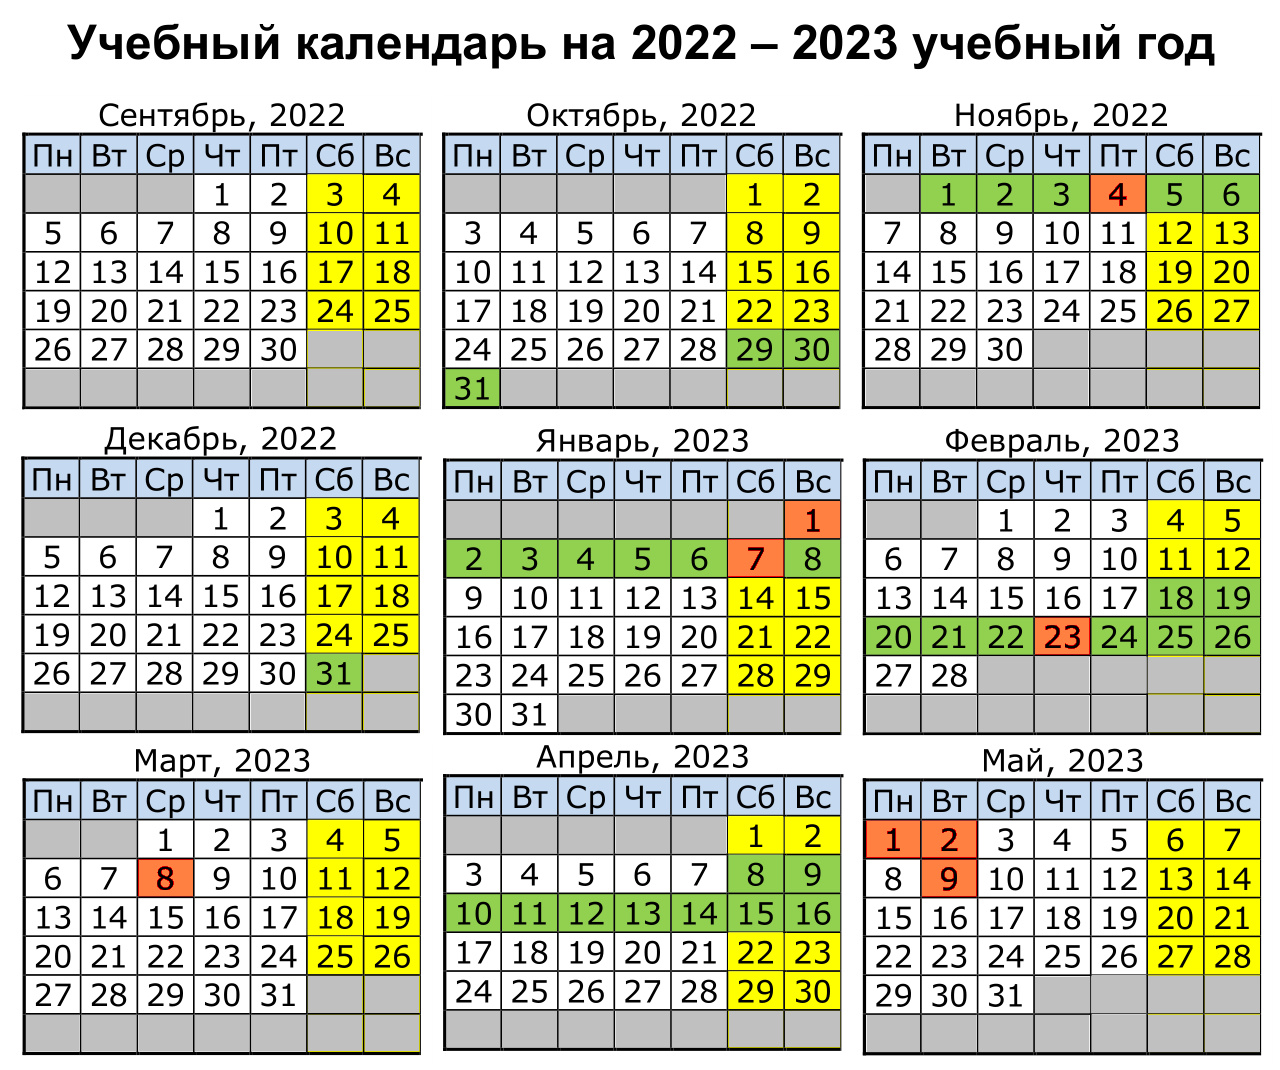 Учебный календарь на 2022 – 2023 учебный год
Сентябрь, 2022
Пн Вт Ср Чт Пт Сб Вс
1 2 3 4
5 6 7 8 9 10 11
12 13 14 15 16 17 18
19 20 21 22 23 24 25
26 27 28 29 30
Октябрь, 2022
Пн Вт Ср Чт Пт Сб Вс
1 2
3 4 5 6 7 8 9
10 11 12 13 14 15 16
17 18 19 20 21 22 23
24 25 26 27 28 29 30
31
Ноябрь, 2022
Пн Вт Ср Чт Пт Сб Вс
1 2 3 4 5 6
7 8 9 10 11 12 13
14 15 16 17 18 19 20
21 22 23 24 25 26 27
28 29 30
Декабрь, 2022
Пн Вт Ср Чт Пт Сб Вс
1 2 3 4
5 6 7 8 9 10 11
12 13 14 15 16 17 18
19 20 21 22 23 24 25
26 27 28 29 30 31
Январь, 2023
Пн Вт Ср Чт Пт Сб Вс
1
2 3 4 5 6 7 8
9 10 11 12 13 14 15
16 17 18 19 20 21 22
23 24 25 26 27 28 29
30 31
Февраль, 2023
Пн Вт Ср Чт Пт Сб Вс
1 2 3 4 5
6 7 8 9 10 11 12
13 14 15 16 17 18 19
20 21 22 23 24 25 26
27 28
Март, 2023
Пн Вт Ср Чт Пт Сб Вс
1 2 3 4 5
6 7 8 9 10 11 12
13 14 15 16 17 18 19
20 21 22 23 24 25 26
27 28 29 30 31
Апрель, 2023
Пн Вт Ср Чт Пт Сб Вс
1 2
3 4 5 6 7 8 9
10 11 12 13 14 15 16
17 18 19 20 21 22 23
24 25 26 27 28 29 30
Май, 2023
Пн Вт Ср Чт Пт Сб Вс
1 2 3 4 5 6 7
8 9 10 11 12 13 14
15 16 17 18 19 20 21
22 23 24 25 26 27 28
29 30 31